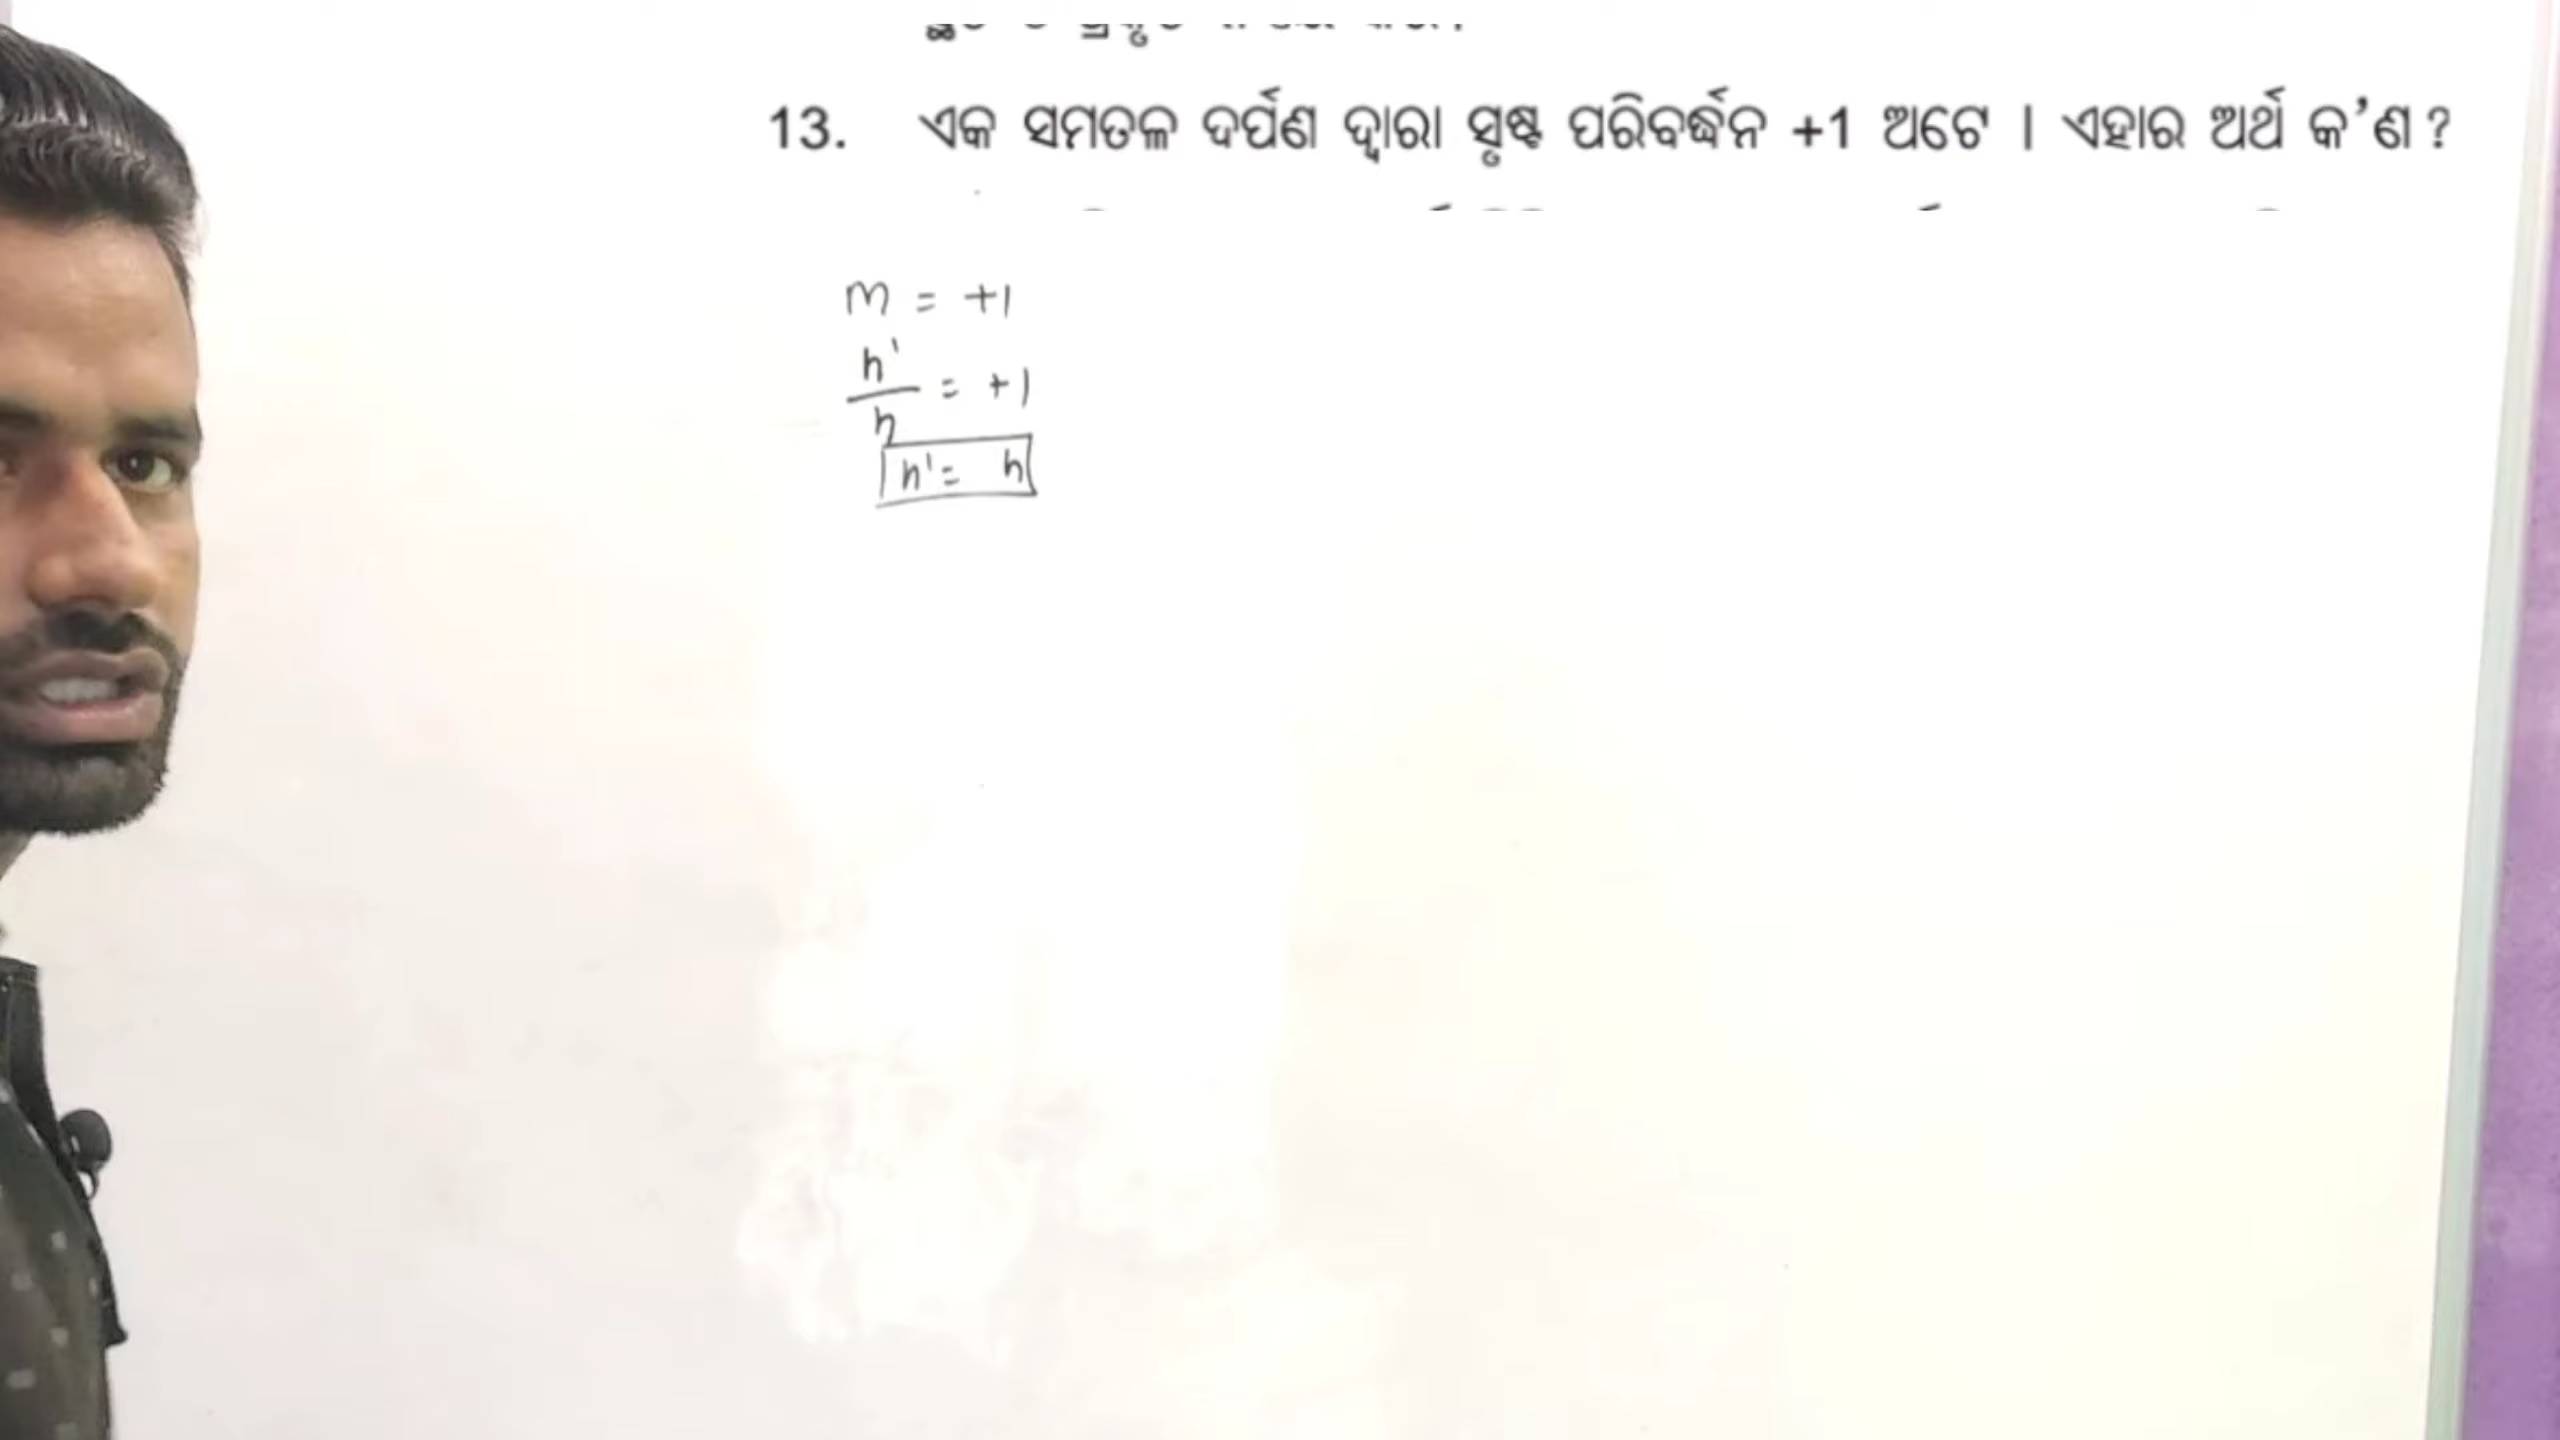 13. ଏକ ସମତଳ ଦର୍ପଣ ଦ୍ୱାରା ସୃଷ୍ଟ ପରିବର୍ଦ୍ଧନ +1 ଅଟେ । ଏହାର ଅର୍ଥ କ'ଣ ?
m = +1
h'
— = +1
h
h' = h